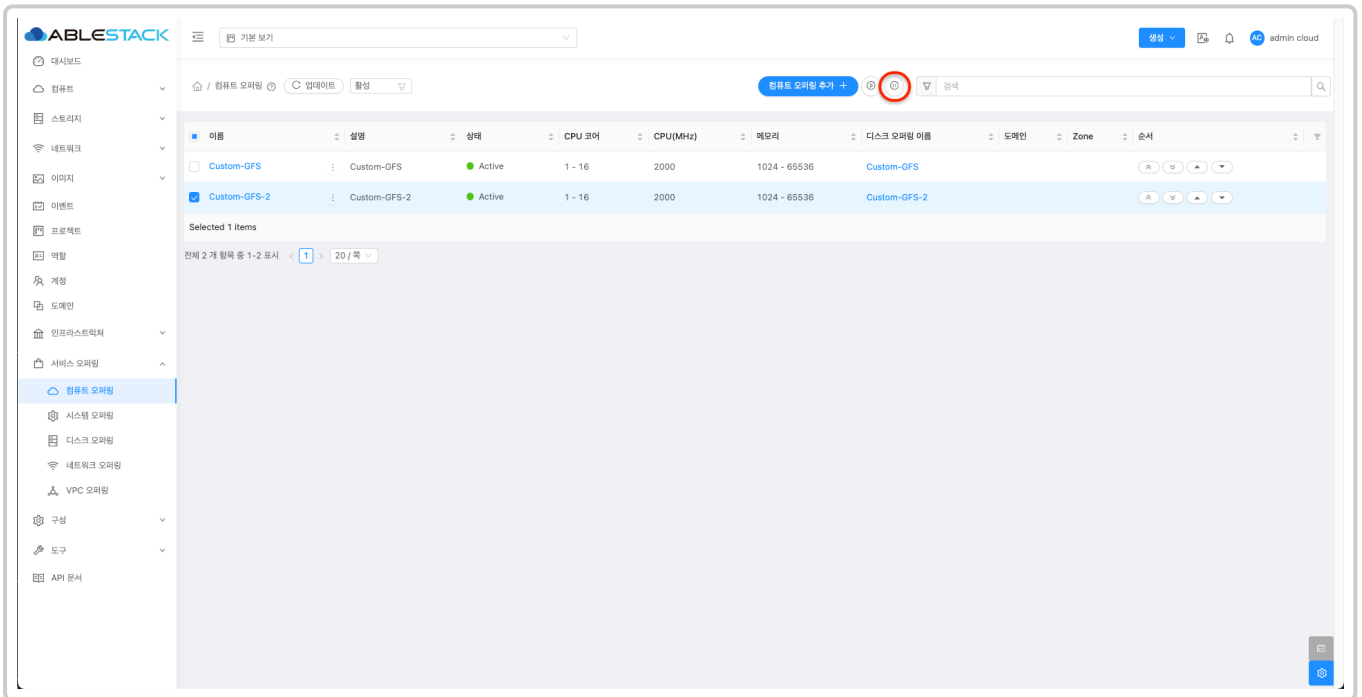 ABLESTACK
기본 보기
생성
AC admin cloud
대시보드
컴퓨트
스토리지
네트워크
이미지
이벤트
프로젝트
역할
계정
도메인
인프라스트럭쳐
서비스 오퍼링
컴퓨트 오퍼링
시스템 오퍼링
디스크 오퍼링
네트워크 오퍼링
VPC 오퍼링
구성
도구
API 문서
/ 컴퓨트 오퍼링 업데이트 활성
컴퓨트 오퍼링 추가 + 검색
이름 설명 상태 CPU 코어 CPU(MHz) 메모리 디스크 오퍼링 이름 도메인 Zone 순서
Custom-GFS Custom-GFS Active 1 - 16 2000 1024 - 65536 Custom-GFS
Custom-GFS-2 Custom-GFS-2 Active 1 - 16 2000 1024 - 65536 Custom-GFS-2
Selected 1 items
전체 2 개 항목 중 1-2 표시 < 1 > 20 / 쪽